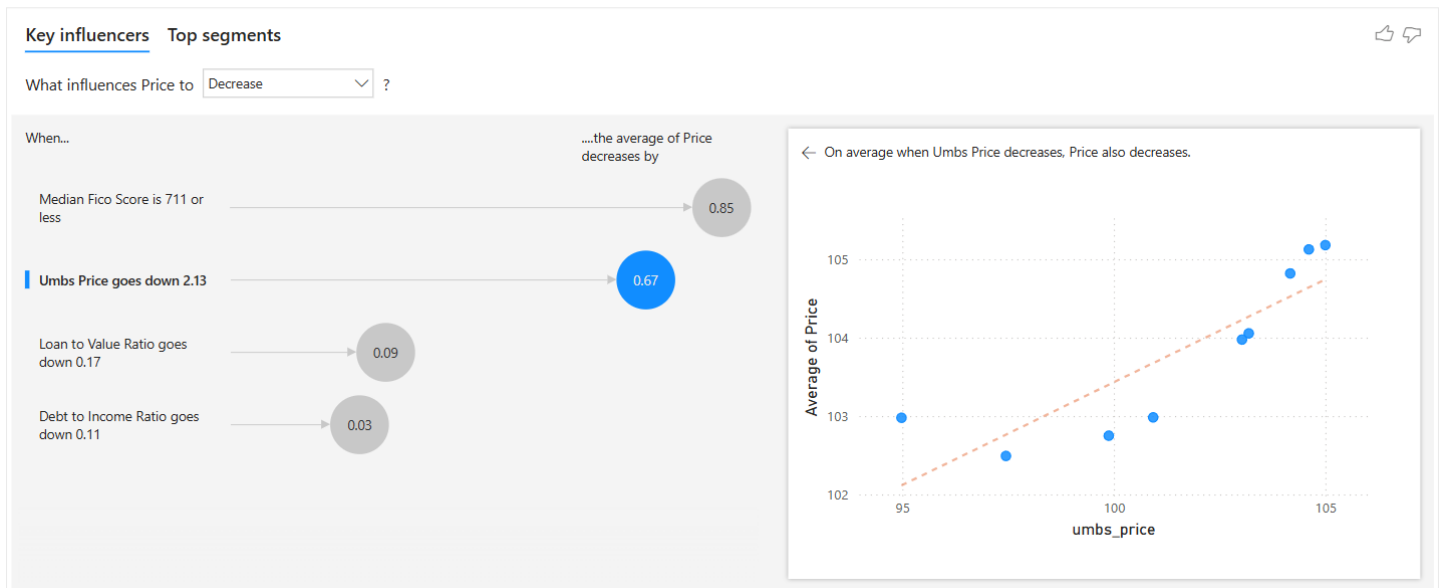 Key influencers Top segments
What influences Price to Decrease ?
When...
....the average of Price
decreases by
Median Fico Score is 711 or
less
0.85
Umbs Price goes down 2.13
0.67
Loan to Value Ratio goes
down 0.17
0.09
Debt to Income Ratio goes
down 0.11
0.03
← On average when Umbs Price decreases, Price also decreases.
Average of Price
105
104
103
102
95 100 105
umbs_price